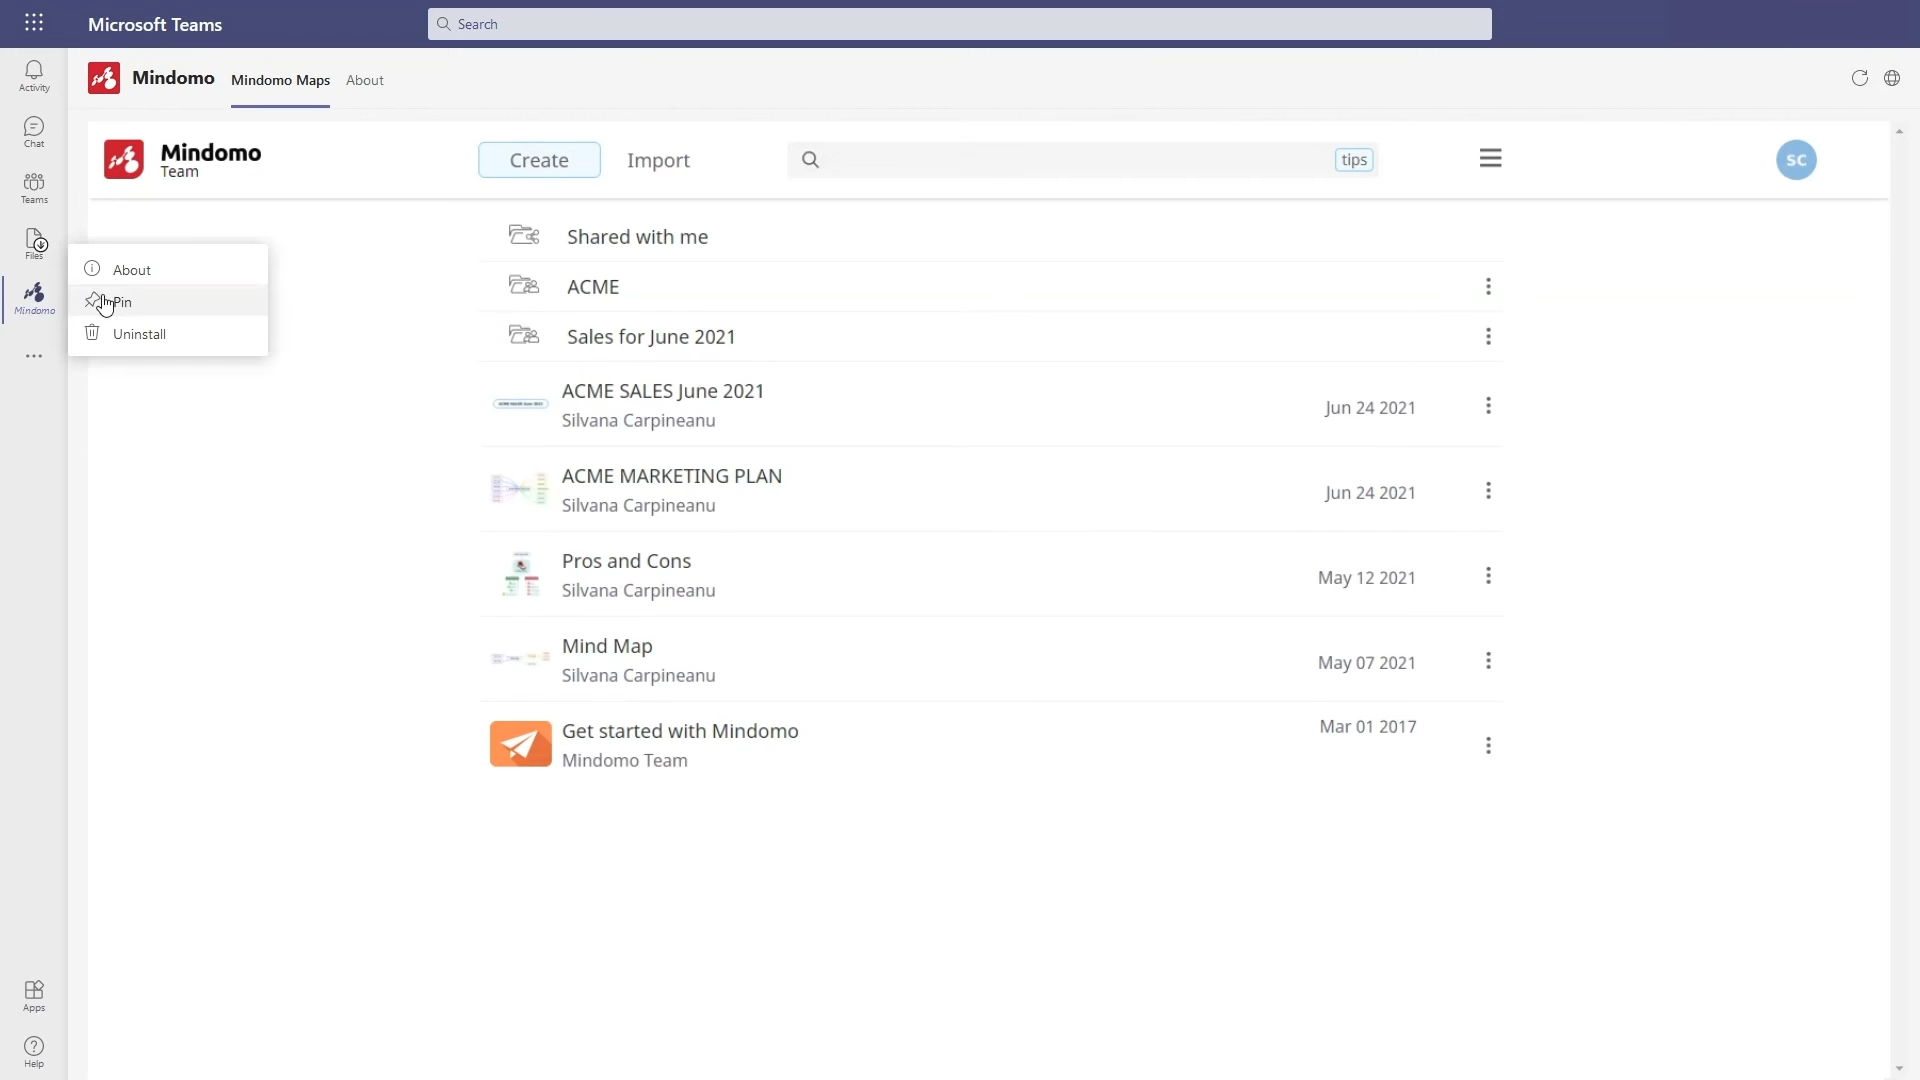 Microsoft Teams
Search
Activity
Chat
Teams
Files
Mindomo
Apps
Help
Mindomo
Mindomo Maps
About
Mindomo
Team
Create
Import
tips
SC
About
Pin
Uninstall
Shared with me
ACME
Sales for June 2021
ACME SALES June 2021
Silvana Carpineanu
Jun 24 2021
ACME MARKETING PLAN
Silvana Carpineanu
Jun 24 2021
Pros and Cons
Silvana Carpineanu
May 12 2021
Mind Map
Silvana Carpineanu
May 07 2021
Get started with Mindomo
Mindomo Team
Mar 01 2017